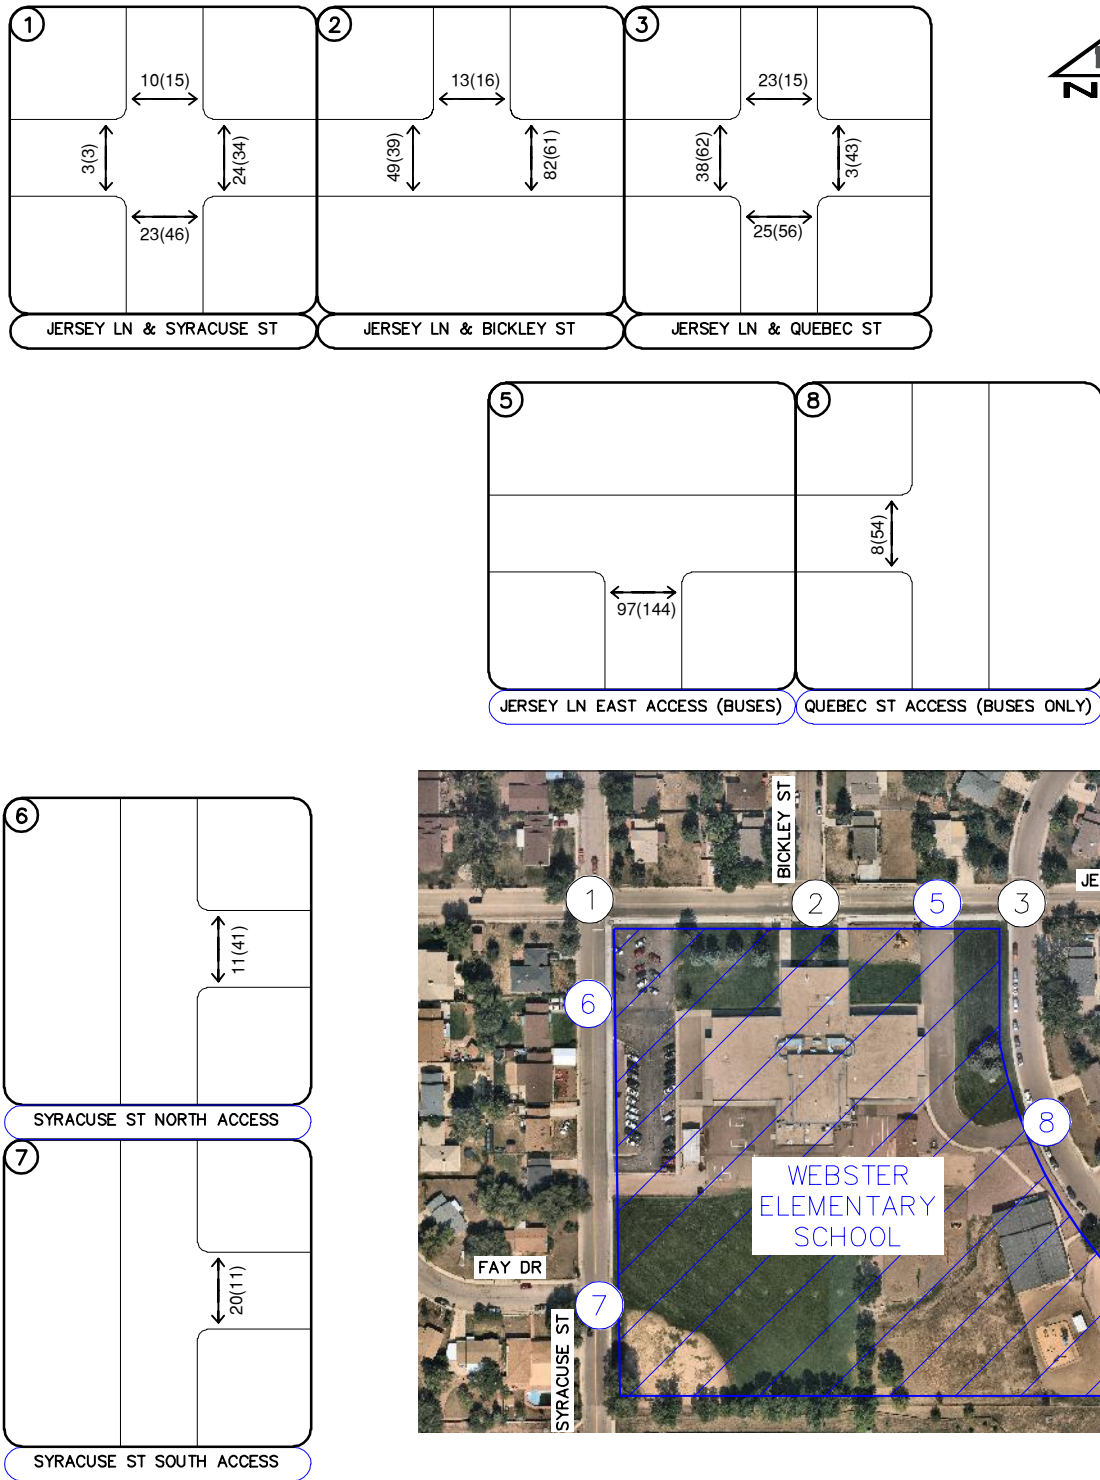 1
10(15)
3(3)
24(34)
23(46)
JERSEY LN & SYRACUSE ST
2
13(16)
49(39)
82(61)
JERSEY LN & BICKLEY ST
3
23(15)
38(62)
3(43)
25(56)
JERSEY LN & QUEBEC ST
N
5
97(144)
JERSEY LN EAST ACCESS (BUSES)
8
8(54)
QUEBEC ST ACCESS (BUSES ONLY)
6
11(41)
SYRACUSE ST NORTH ACCESS
7
20(11)
SYRACUSE ST SOUTH ACCESS
BICKLEY ST
JE
1
2
5
3
6
8
WEBSTER
ELEMENTARY
SCHOOL
FAY DR
7
SYRACUSE ST